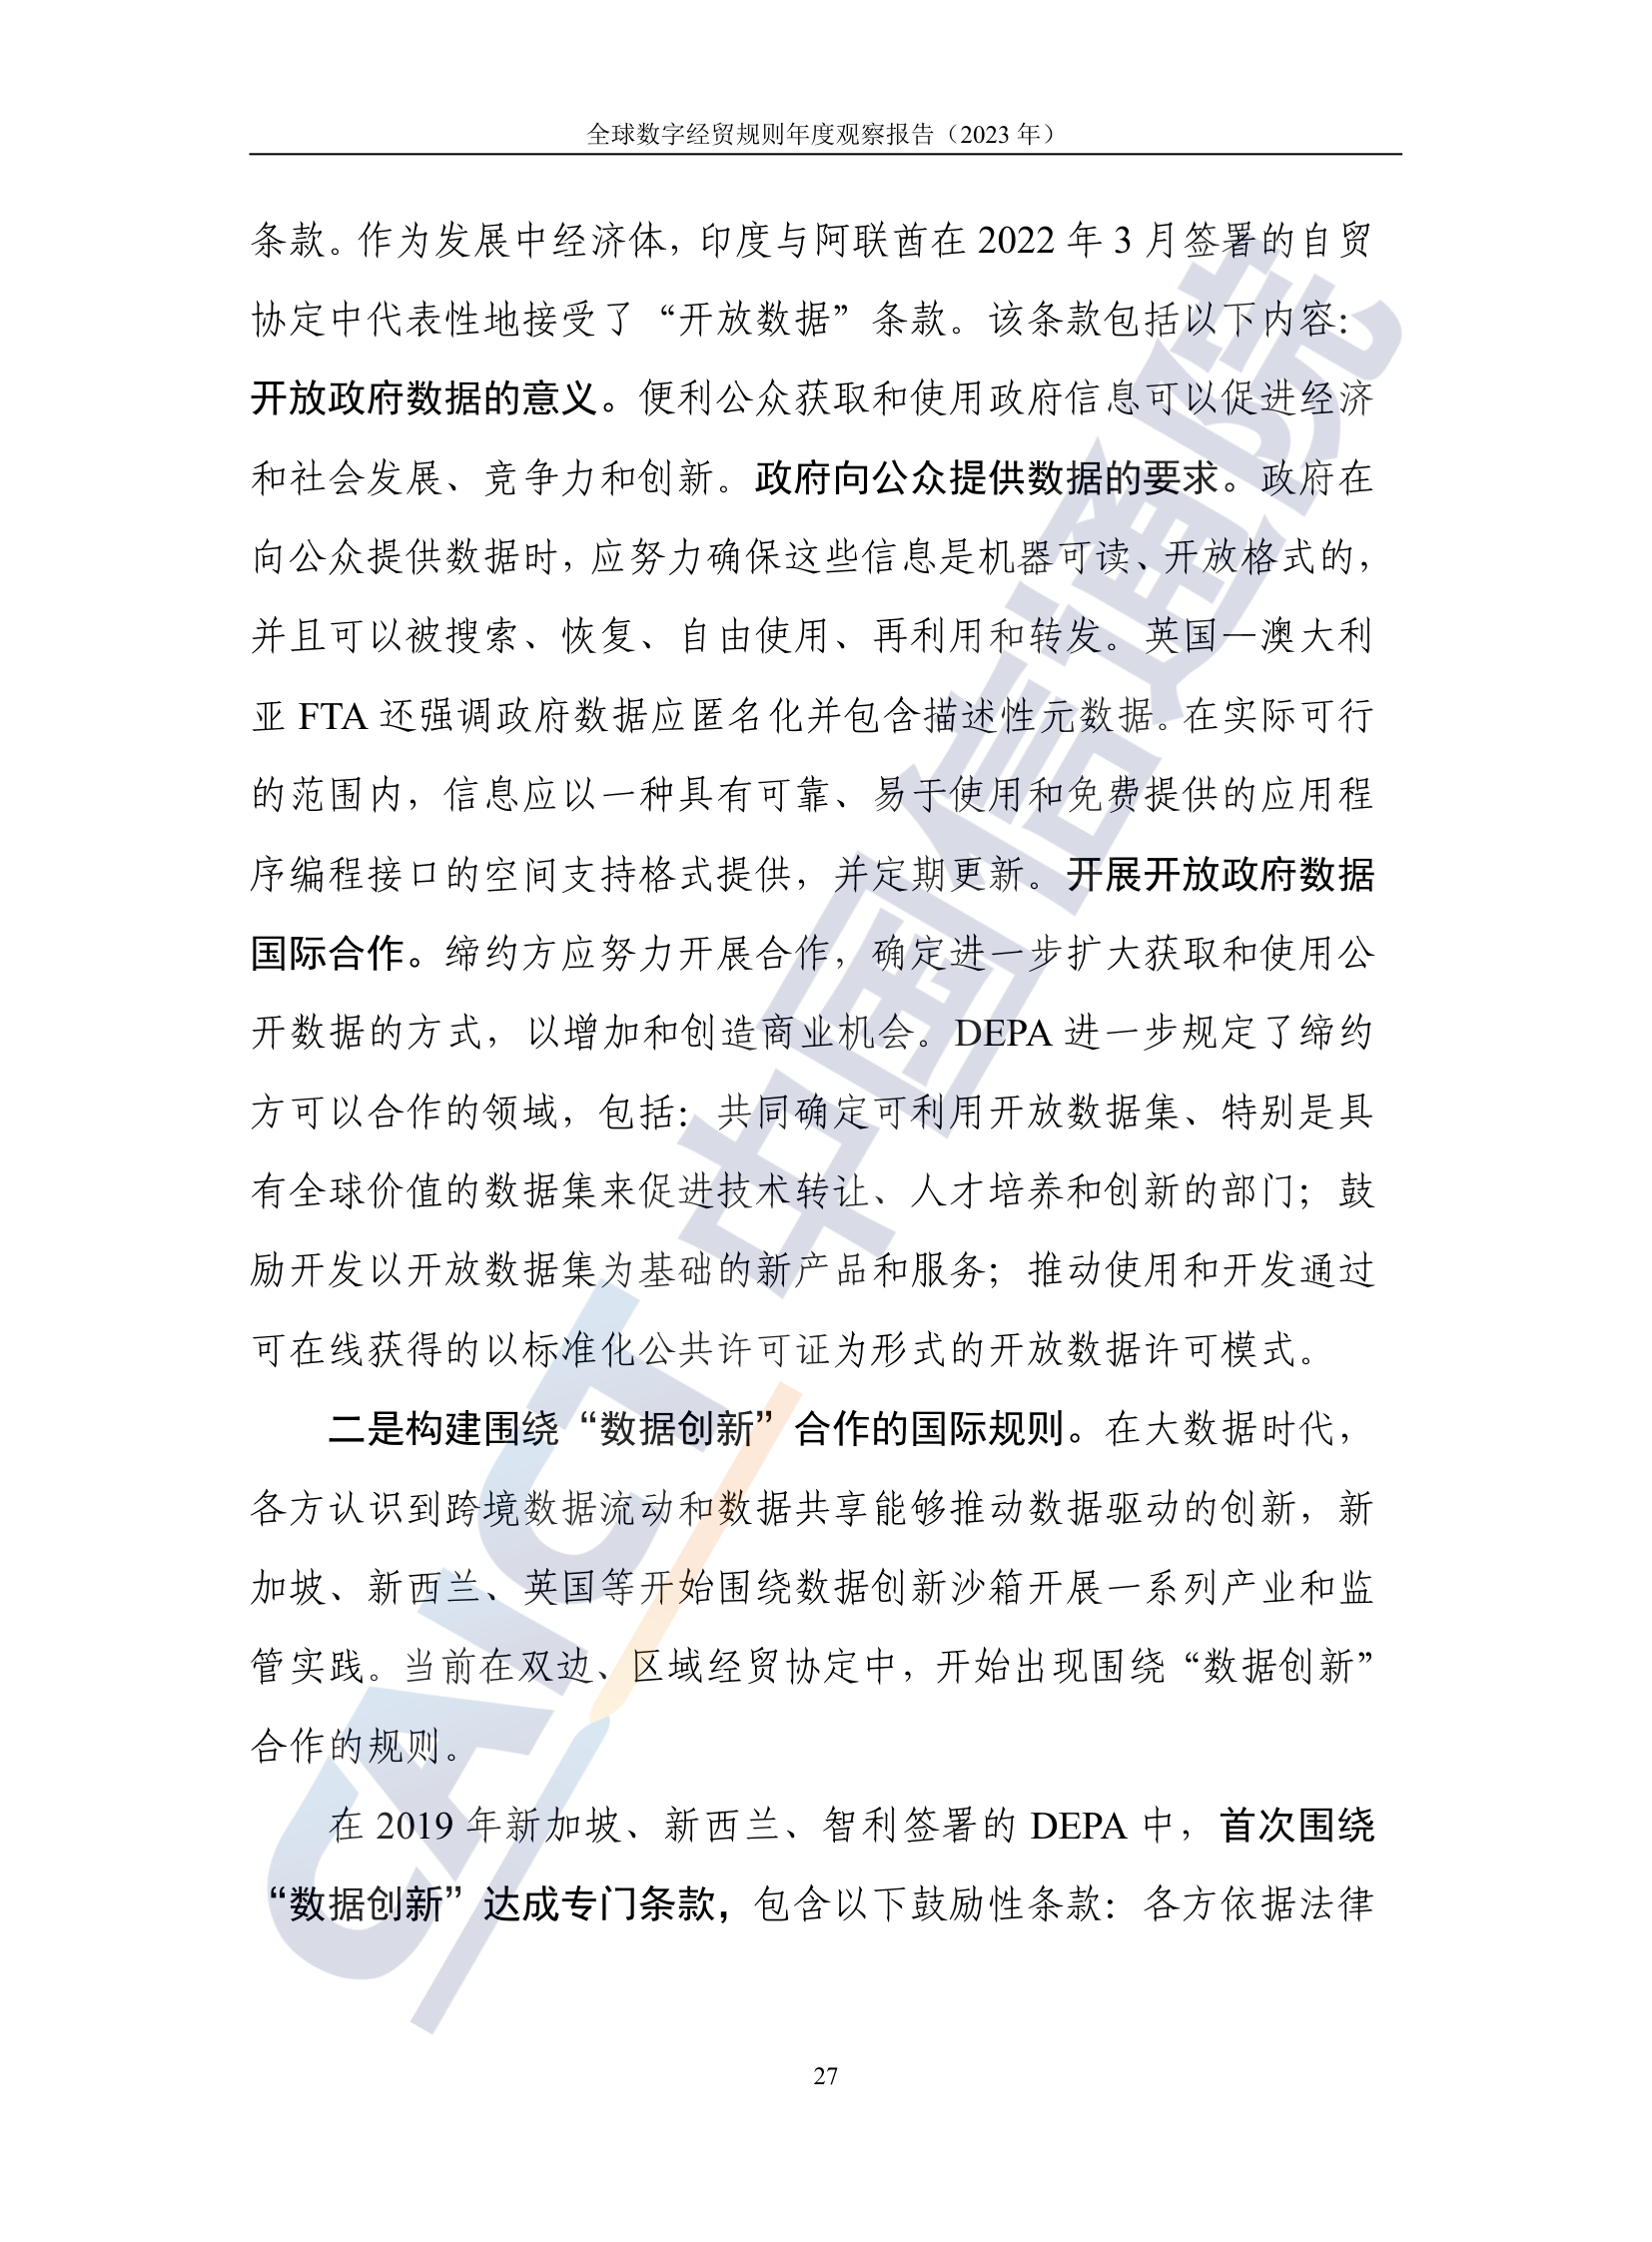 全球数字经贸规则年度观察报告（2023 年）
条款。作为发展中经济体，印度与阿联酋在 2022 年 3 月签署的自贸
协定中代表性地接受了“开放数据”条款。该条款包括以下内容：
开放政府数据的意义。便利公众获取和使用政府信息可以促进经济
和社会发展、竞争力和创新。政府向公众提供数据的要求。政府在
向公众提供数据时，应努力确保这些信息是机器可读、开放格式的，
并且可以被搜索、恢复、自由使用、再利用和转发。英国—澳大利
亚 FTA 还强调政府数据应匿名化并包含描述性元数据。在实际可行
的范围内，信息应以一种具有可靠、易于使用和免费提供的应用程
序编程接口的空间支持格式提供，并定期更新。开展开放政府数据
国际合作。缔约方应努力开展合作，确定进一步扩大获取和使用公
开数据的方式，以增加和创造商业机会。DEPA 进一步规定了缔约
方可以合作的领域，包括：共同确定可利用开放数据集、特别是具
有全球价值的数据集来促进技术转让、人才培养和创新的部门；鼓
励开发以开放数据集为基础的新产品和服务；推动使用和开发通过
可在线获得的以标准化公共许可证为形式的开放数据许可模式。
二是构建围绕“数据创新”合作的国际规则。在大数据时代，
各方认识到跨境数据流动和数据共享能够推动数据驱动的创新，新
加坡、新西兰、英国等开始围绕数据创新沙箱开展一系列产业和监
管实践。当前在双边、区域经贸协定中，开始出现围绕“数据创新”
合作的规则。
在 2019 年新加坡、新西兰、智利签署的 DEPA 中，首次围绕
“数据创新”达成专门条款，包含以下鼓励性条款：各方依据法律
27
CAICT 中国信通院